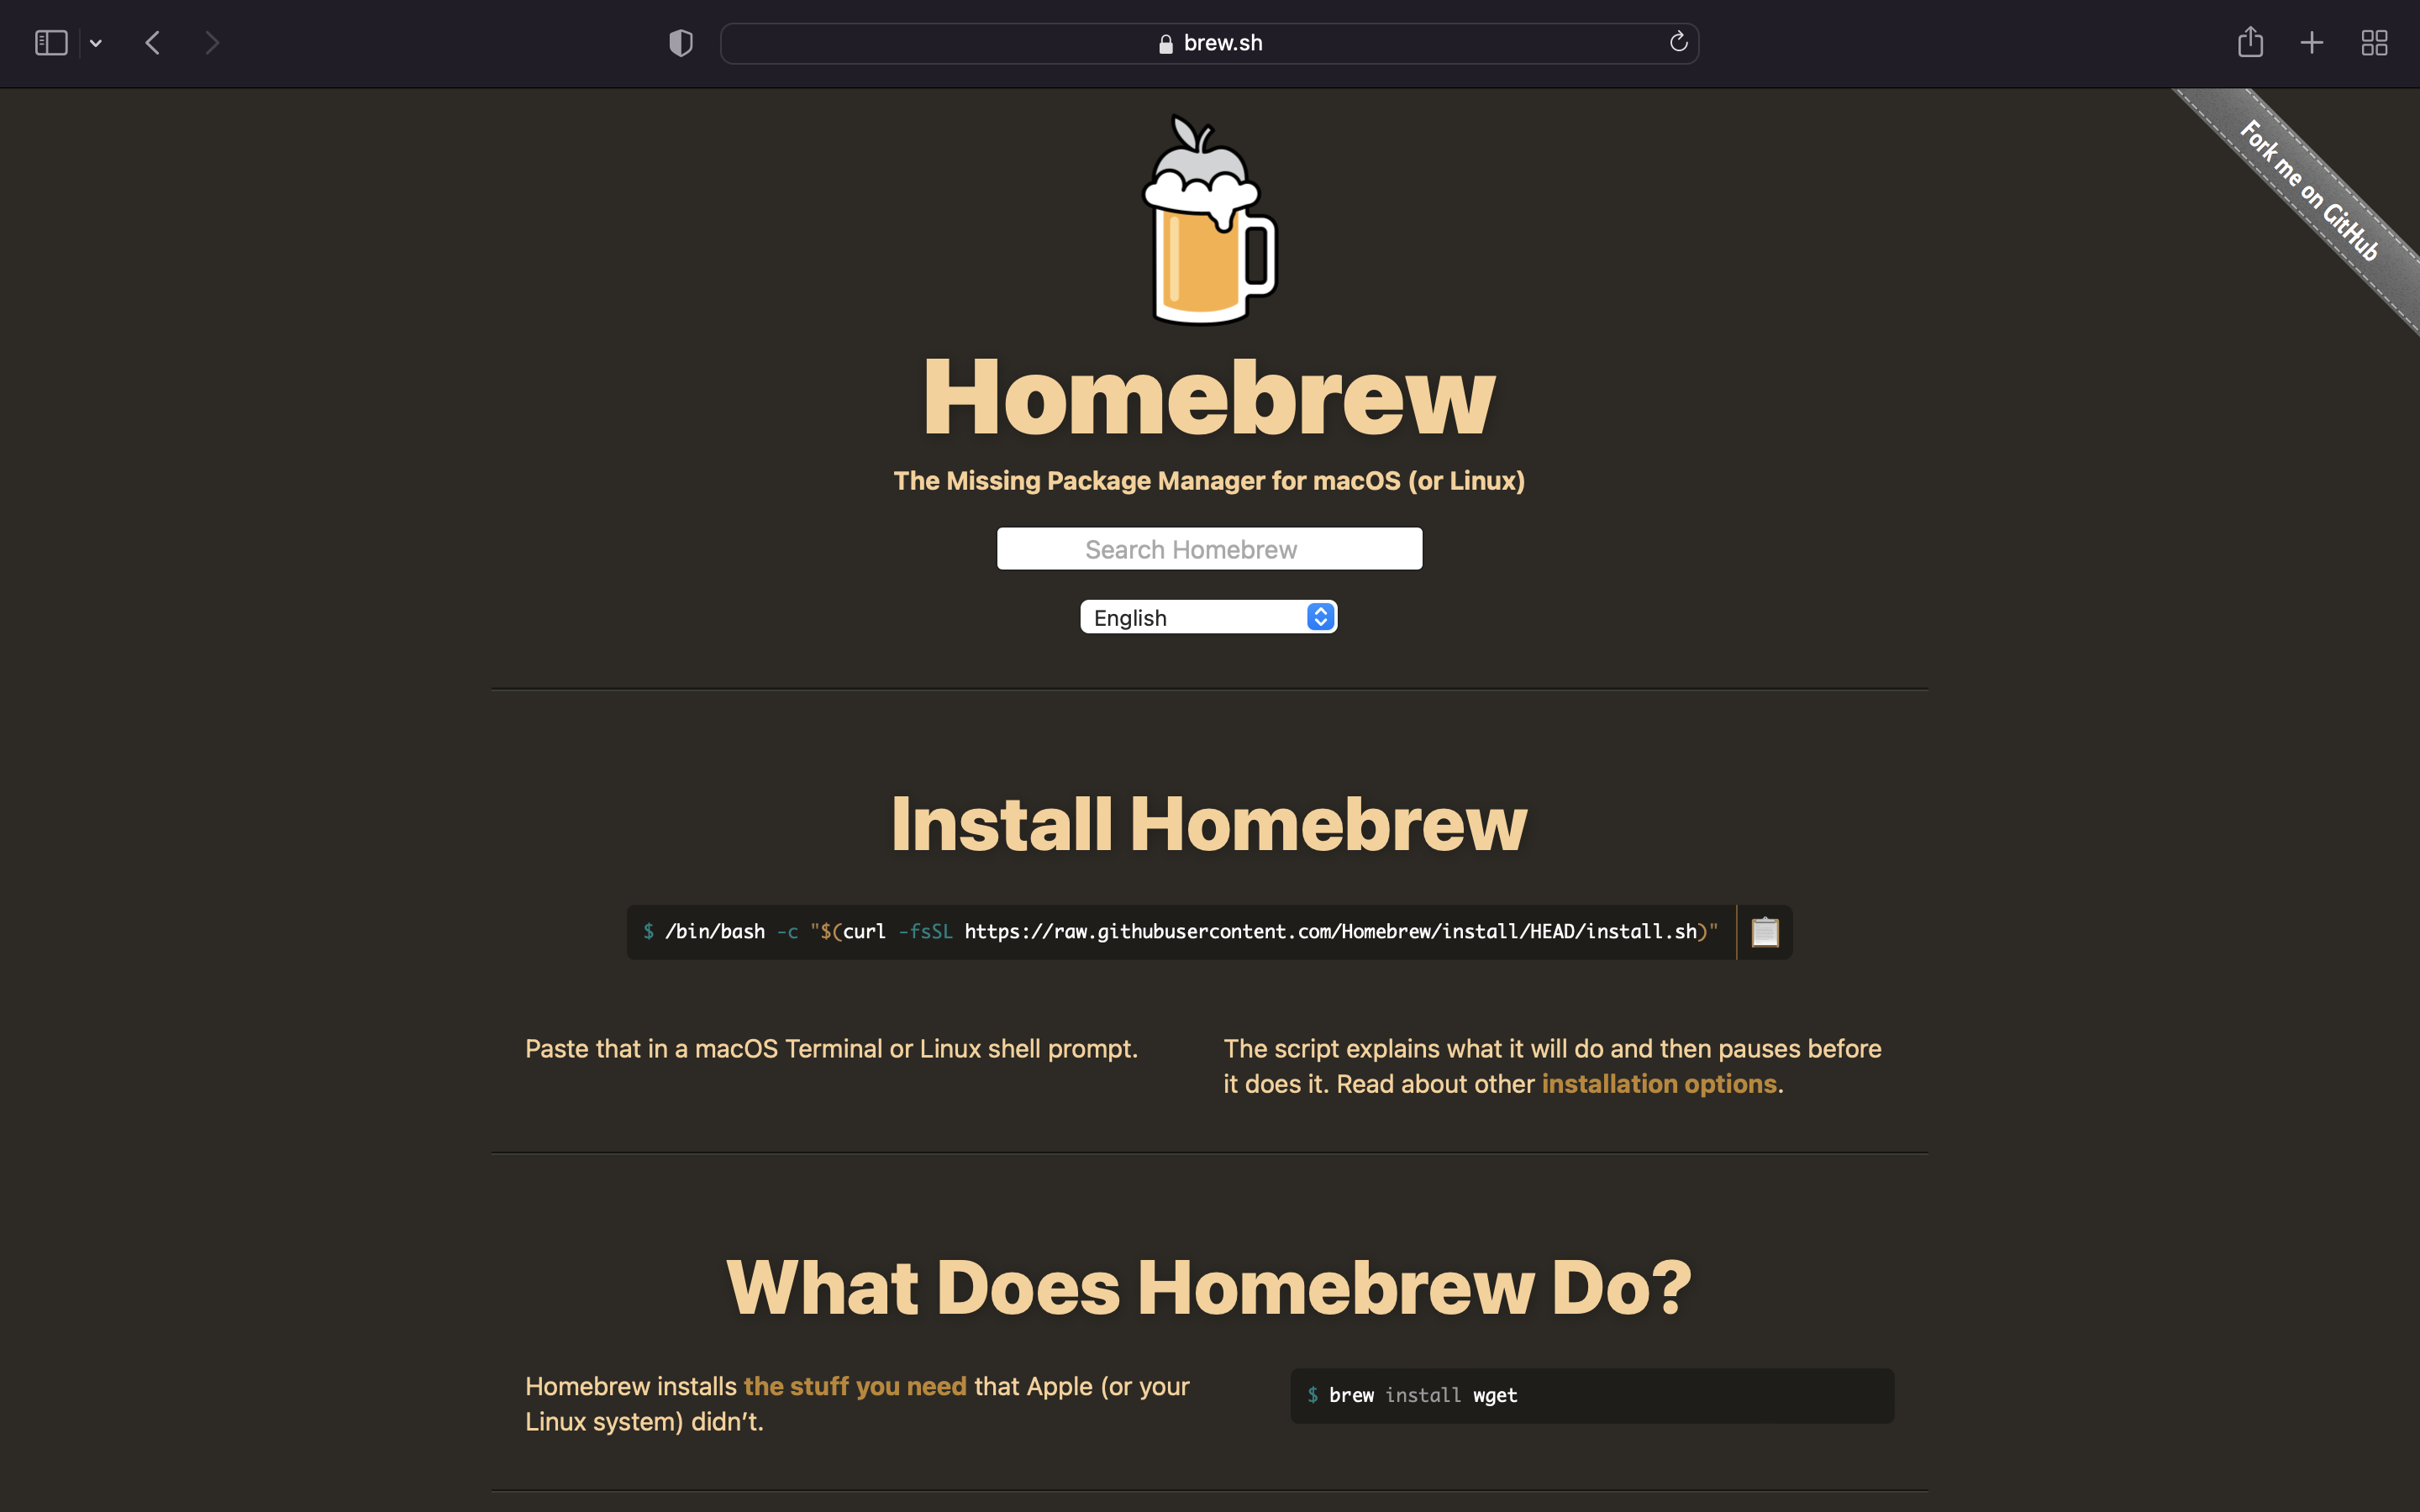 brew.sh
Fork me on GitHub
Homebrew
The Missing Package Manager for macOS (or Linux)
Search Homebrew
English
Install Homebrew
$ /bin/bash -c "$(curl -fsSL https://raw.githubusercontent.com/Homebrew/install/HEAD/install.sh)"
Paste that in a macOS Terminal or Linux shell prompt.
The script explains what it will do and then pauses before
it does it. Read about other installation options.
What Does Homebrew Do?
Homebrew installs the stuff you need that Apple (or your
Linux system) didn’t.
$ brew install wget